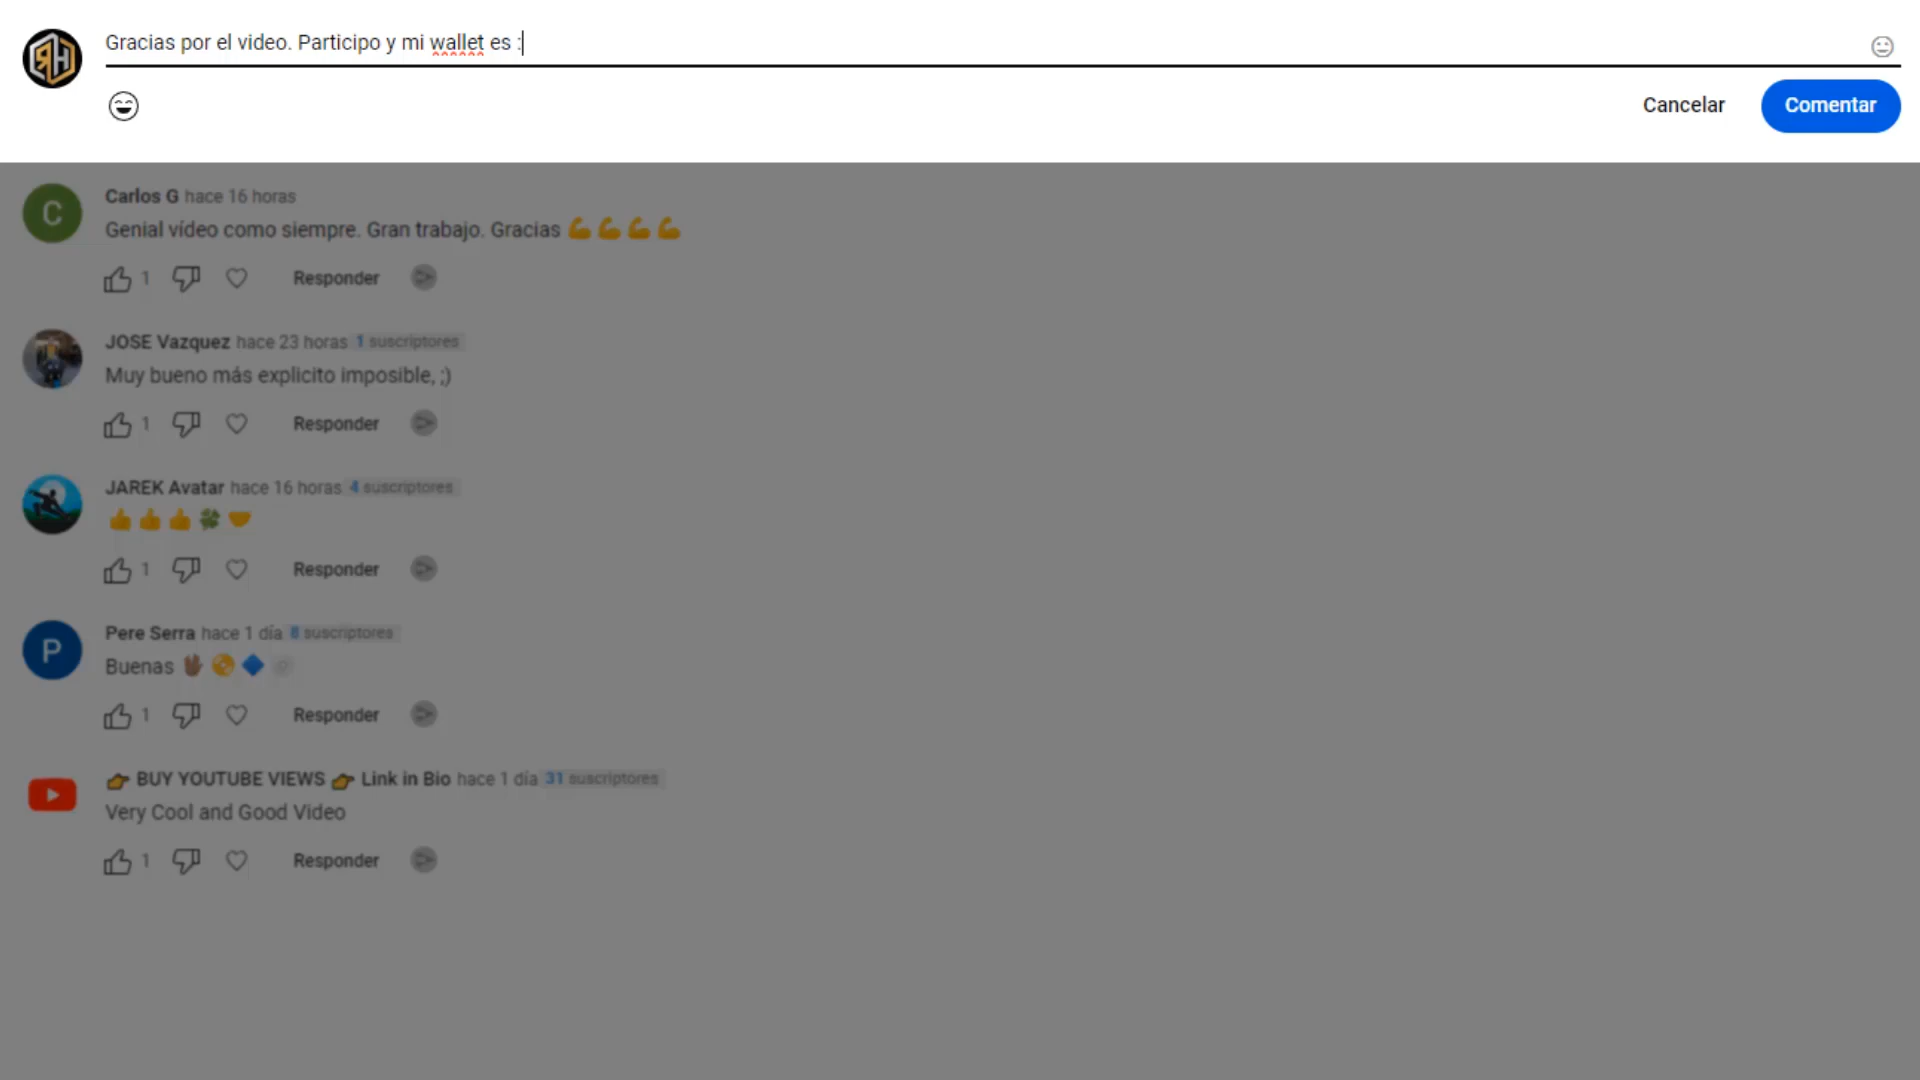 Gracias por el video. Participo y mi wallet es :
Cancelar
Comentar
C
Carlos G hace 16 horas
Genial vídeo como siempre. Gran trabajo. Gracias 💪 💪 💪 💪
1 Responder
JOSE Vazquez hace 23 horas 1 suscriptores
Muy bueno más explicito imposible, ;)
1 Responder
JAREK Avatar hace 16 horas 4 suscriptores
👍 👍 👍 🍀 🤝
1 Responder
P
Pere Serra hace 1 día 8 suscriptores
Buenas
1 Responder
👉 BUY YOUTUBE VIEWS 👉 Link in Bio hace 1 día 31 suscriptores
Very Cool and Good Video
1 Responder